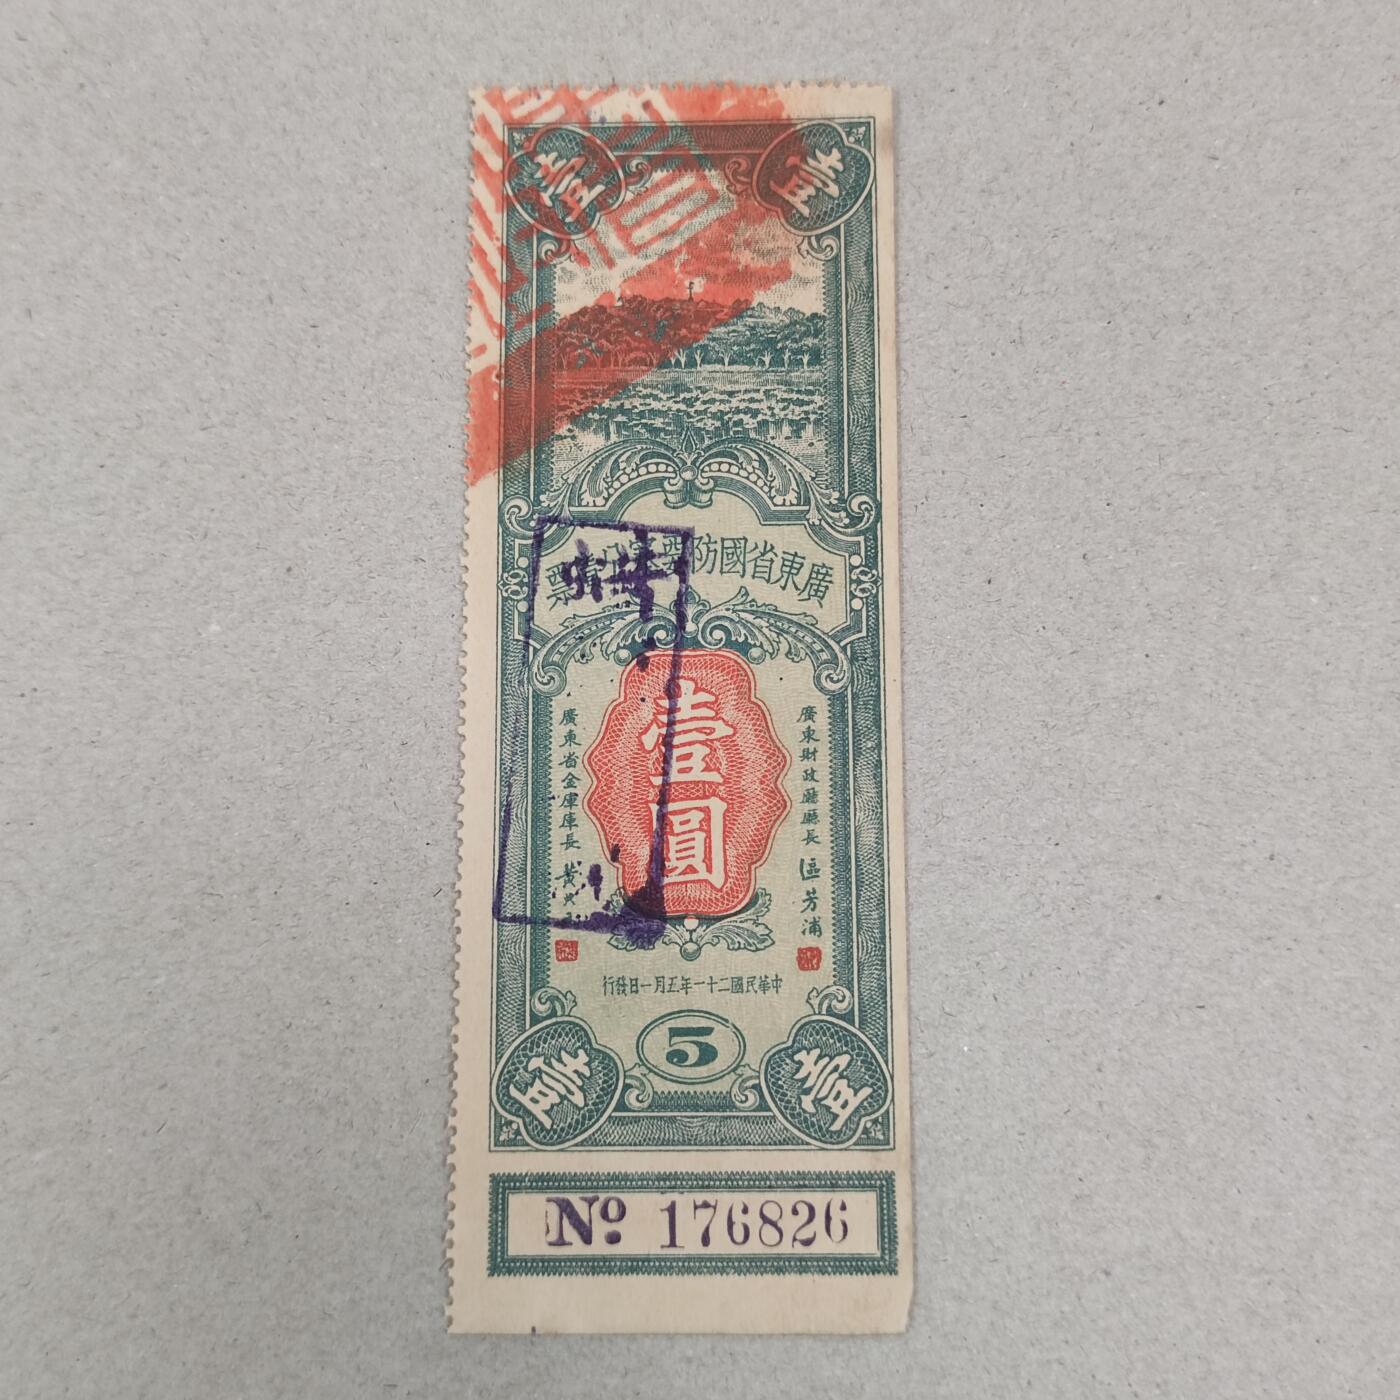 壹 壹
廣東省國防要塞公債票
壹圓
廣東財政廳廳長 區芳浦
廣東省金庫庫長 黃
中華民國二十一年五月一日發行
5
壹 壹
№ 176826